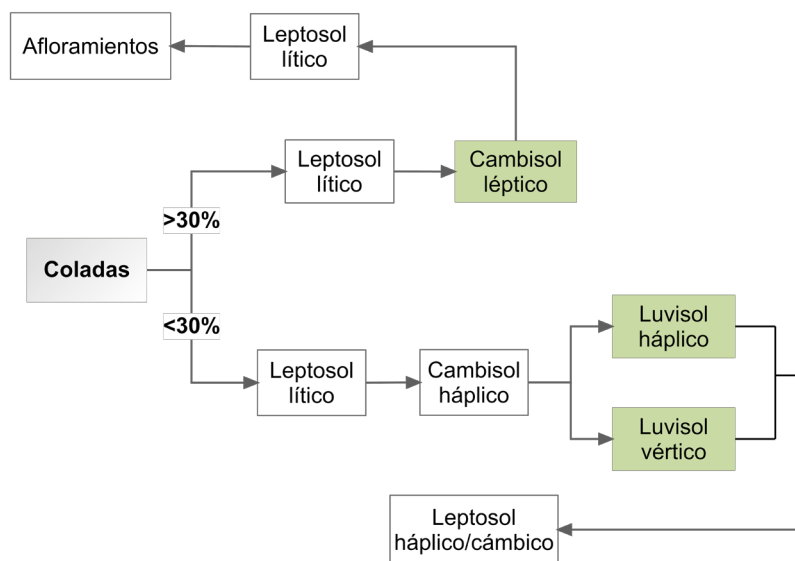 Afloramientos
Leptosol
lítico
Leptosol
lítico
Cambisol
léptico
>30%
Coladas
<30%
Leptosol
lítico
Cambisol
háplico
Luvisol
háplico
Luvisol
vértico
Leptosol
háplico/cámbico